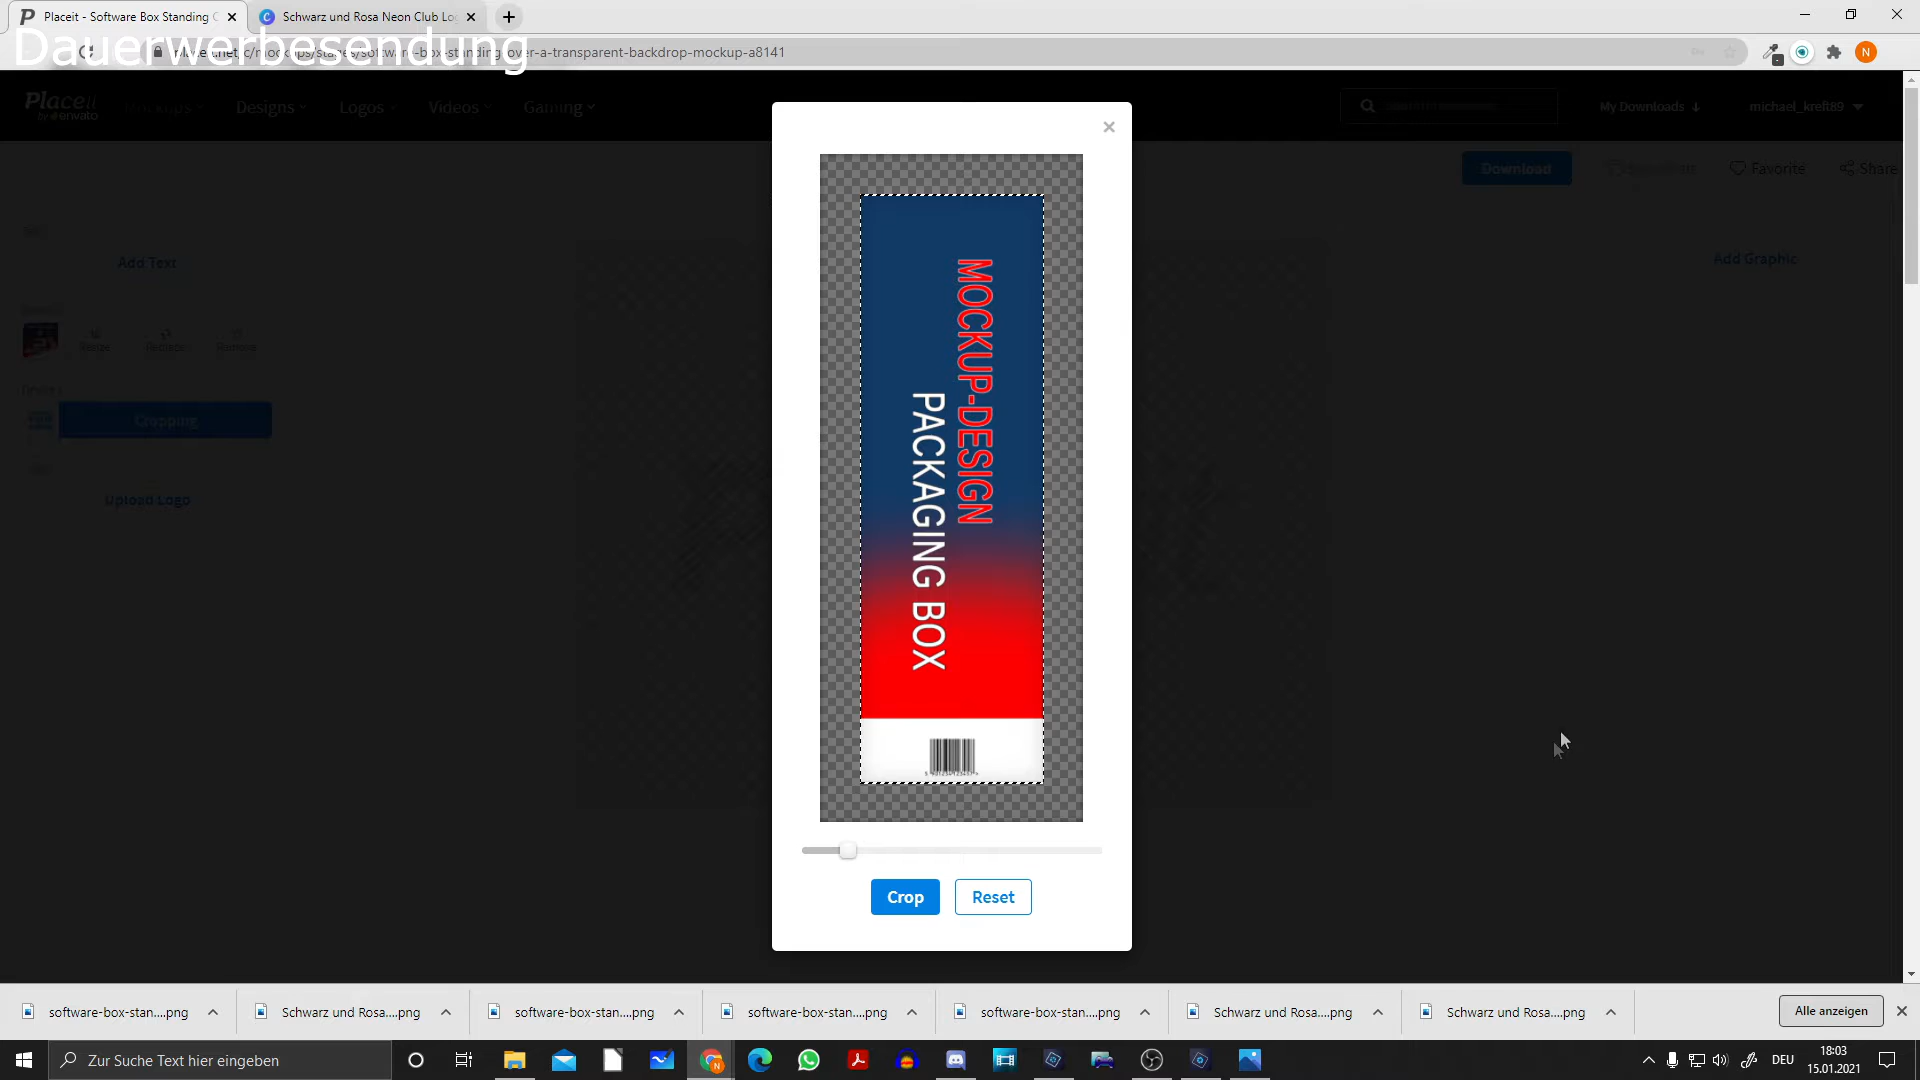 Placeit - Software Box Standing
Schwarz und Rosa Neon Club Lo
Dauerwerbesendung
over-a-transparent-backdrop-mockup-a8141
N
Placeit
by envato
Mockups
Designs
Logos
Videos
Gaming
My Downloads
michael_kreft89
Download
Favorite
Share
Add Text
Add Graphic
Cropping
Upload Logo
MOCKUP-DESIGN
PACKAGING BOX
Crop
Reset
software-box-stan....png
Schwarz und Rosa....png
software-box-stan....png
software-box-stan....png
software-box-stan....png
Schwarz und Rosa....png
Schwarz und Rosa....png
Alle anzeigen
Zur Suche Text hier eingeben
DEU
18:03
15.01.2021